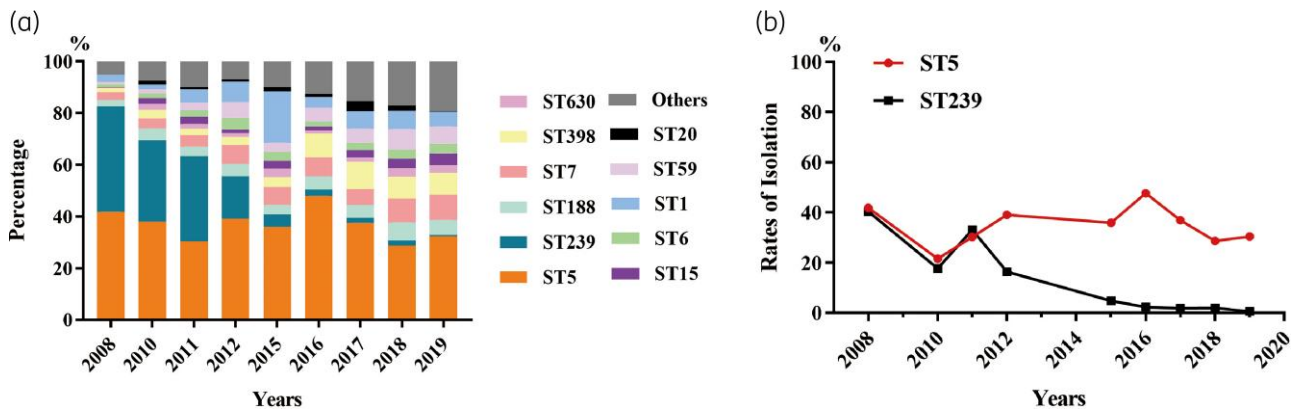 (a)
%
100
80
60
40
20
0
Percentage
2008 2010 2011 2012 2015 2016 2017 2018 2019
Years
ST630
ST398
ST7
ST188
ST239
ST5
Others
ST20
ST59
ST1
ST6
ST15
(b)
%
100
80
60
40
20
0
Rates of Isolation
ST5
ST239
2008 2010 2012 2014 2016 2018 2020
Years